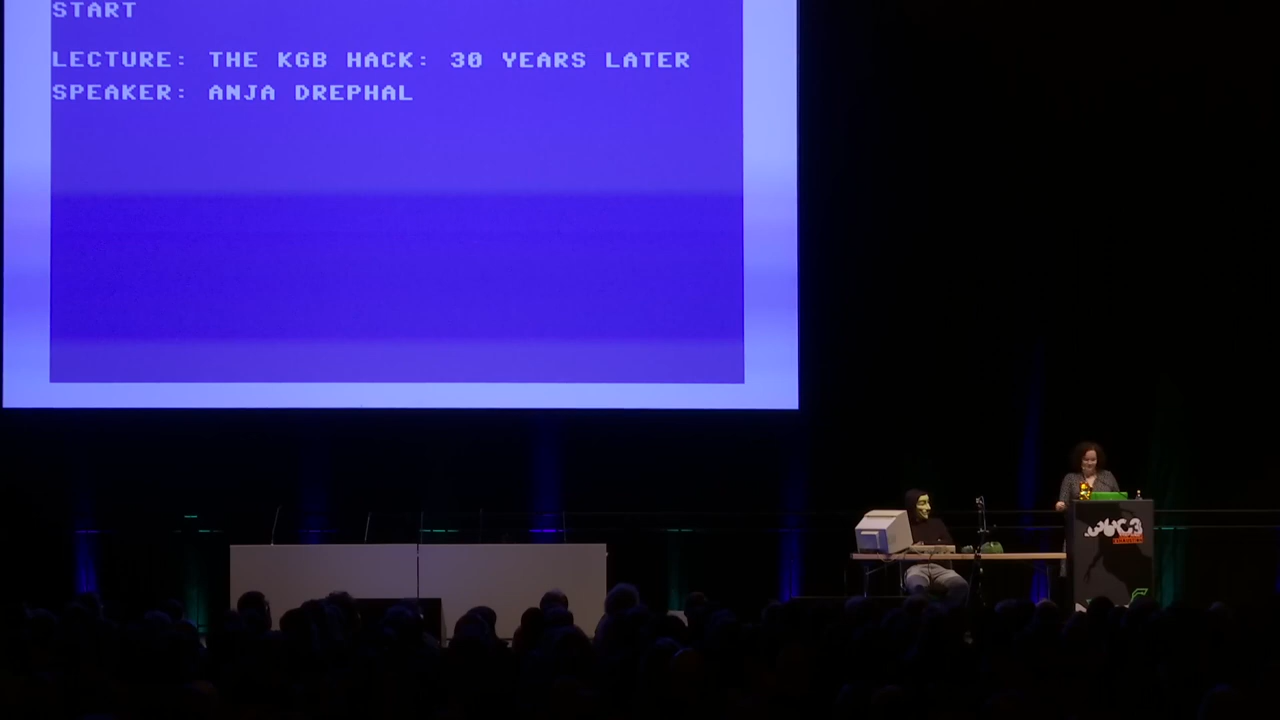 START
LECTURE: THE KGB HACK: 30 YEARS LATER
SPEAKER: ANJA DREPHAL